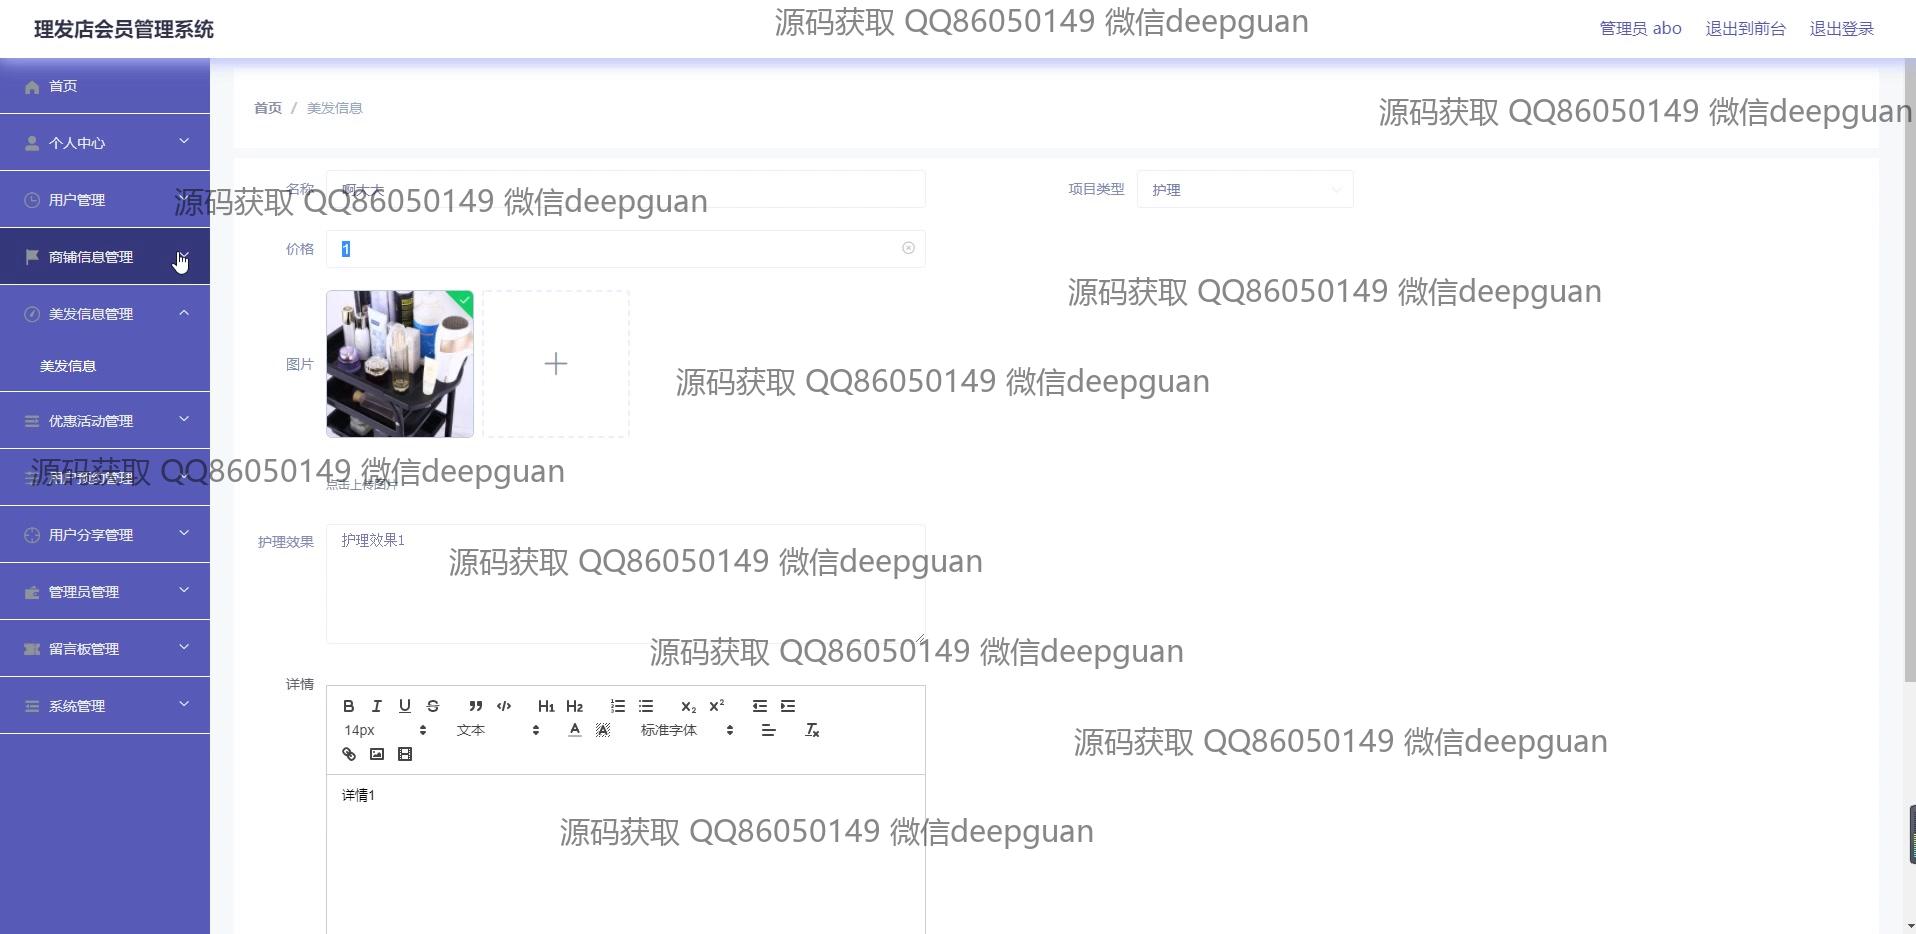 理发店会员管理系统
源码获取 QQ86050149 微信deepguan
管理员 abo
退出到前台
退出登录
首页
个人中心
用户管理
商铺信息管理
美发信息管理
美发信息
优惠活动管理
用户预约管理
用户分享管理
管理员管理
留言板管理
系统管理
首页 / 美发信息
源码获取 QQ86050149 微信deepguan
名称
项目类型
护理
源码获取 QQ86050149 微信deepguan
价格
1
源码获取 QQ86050149 微信deepguan
图片
源码获取 QQ86050149 微信deepguan
源码获取 QQ86050149 微信deepguan
点击上传图片
护理效果
护理效果1
源码获取 QQ86050149 微信deepguan
源码获取 QQ86050149 微信deepguan
详情
B I U S H1 H2 X₂ X²
14px
文本
A A
标准字体
源码获取 QQ86050149 微信deepguan
详情1
源码获取 QQ86050149 微信deepguan